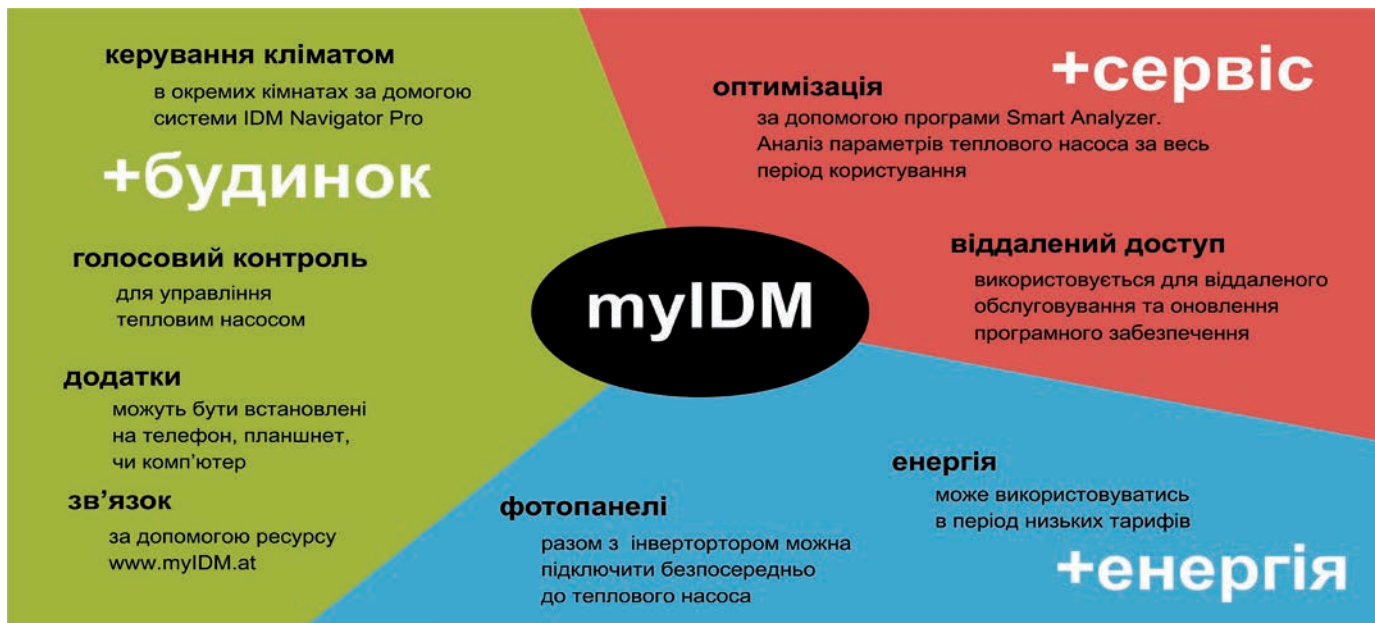 керування кліматом
в окремих кімнатах за домогою
системи IDM Navigator Pro
+будинок
голосовий контроль
для управління
тепловим насосом
додатки
можуть бути встановлені
на телефон, планшнет,
чи комп’ютер
зв’язок
за допомогою ресурсу
www.myIDM.at
myIDM
+сервіс
оптимізація
за допомогою програми Smart Analyzer.
Аналіз параметрів теплового насоса за весь
період користування
віддалений доступ
використовується для віддаленого
обслуговування та оновлення
програмного забезпечення
фотопанелі
разом з інвертортором можна
підключити безпосередньо
до теплового насоса
енергія
може використовуватись
в період низьких тарифів
+енергія